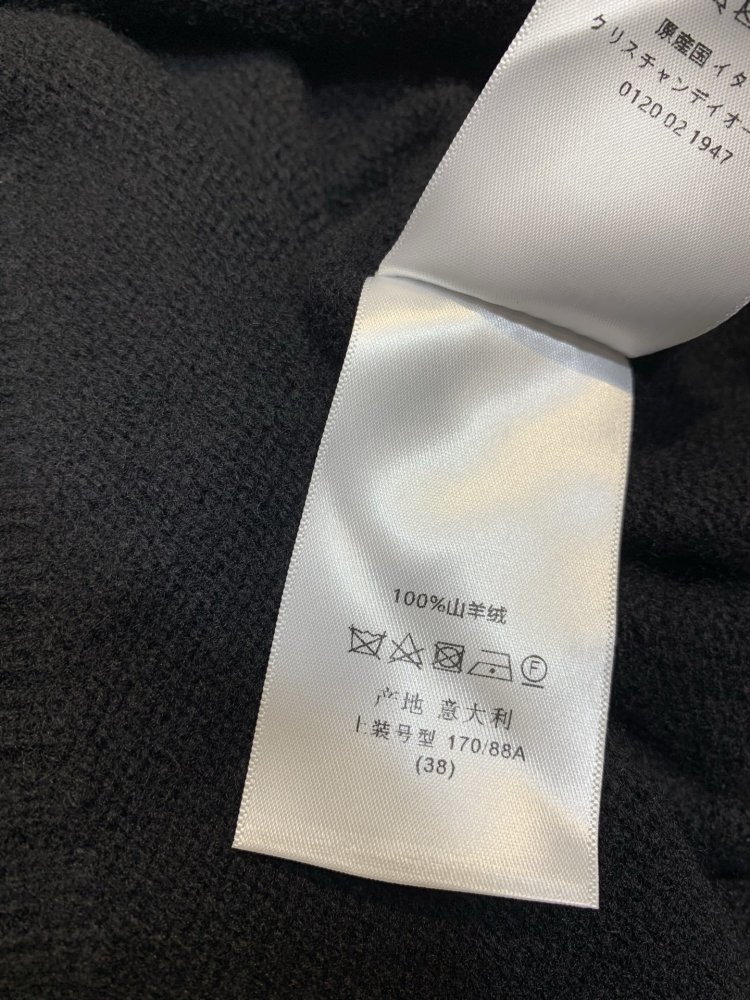 原産国イタ
クリスチャンディオー
0120 02 1947
100%山羊绒
F
产地 意大利
上装号型 170/88A
(38)